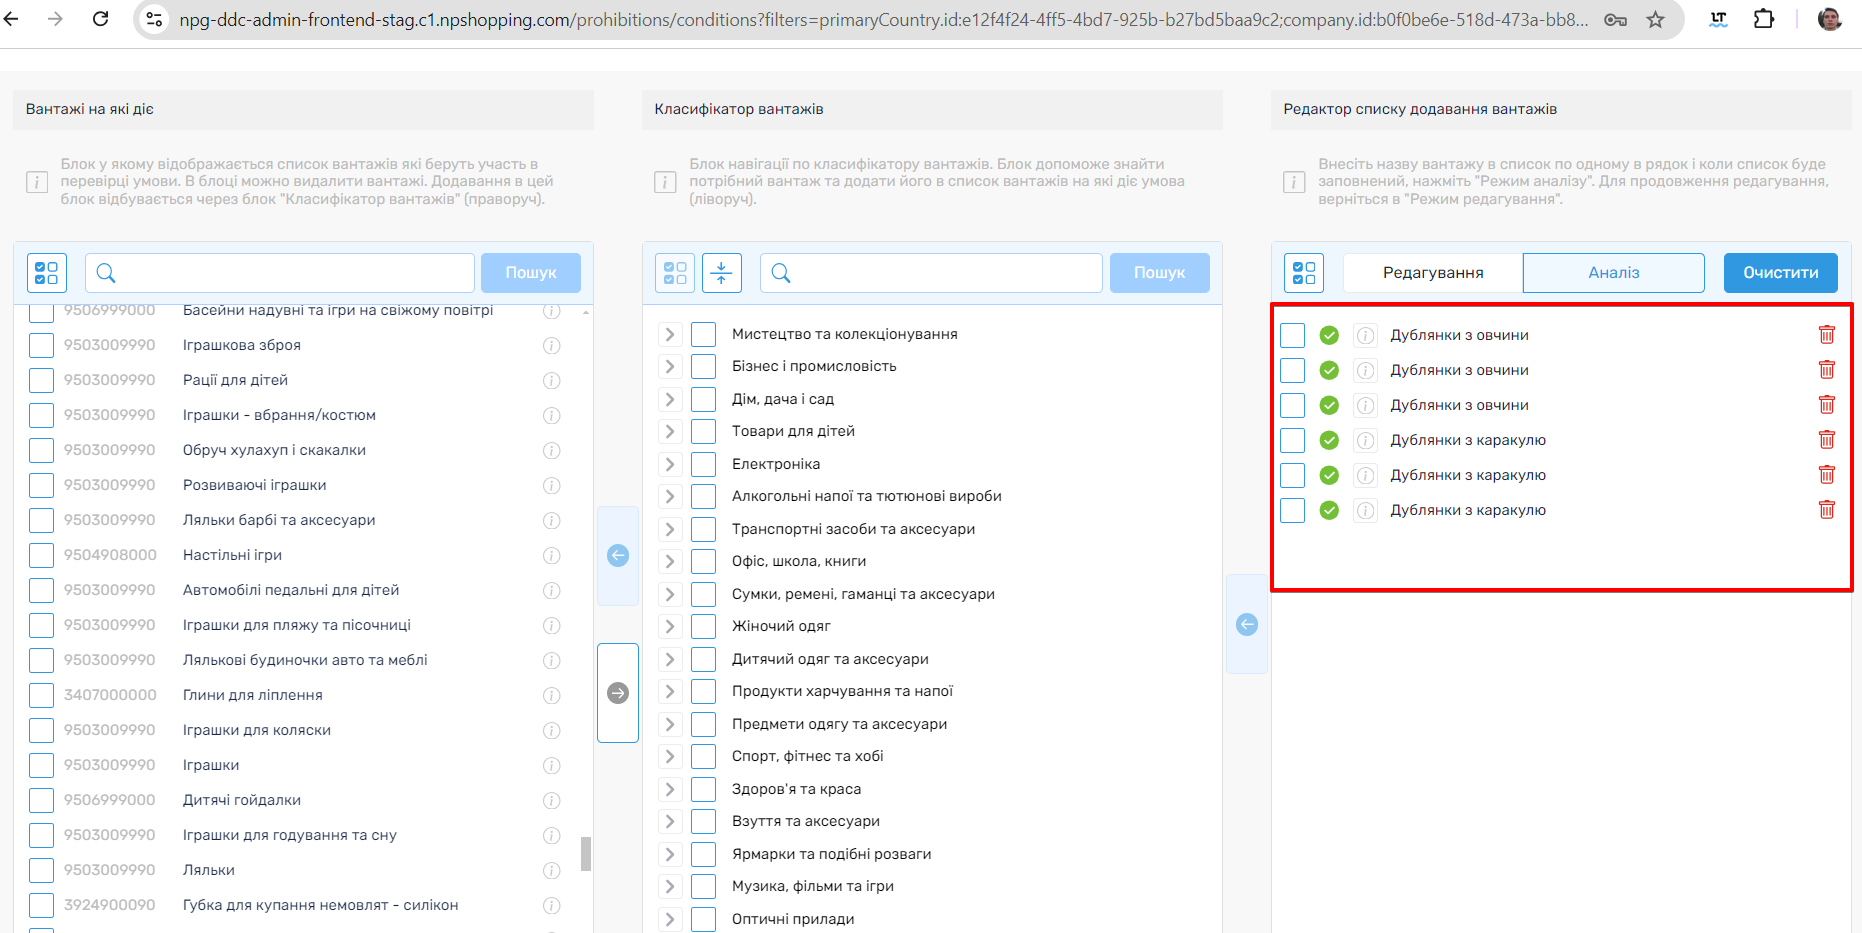 npg-ddc-admin-frontend-stag.c1.npshopping.com/prohibitions/conditions?filters=primaryCountry.id:e12f4f24-4ff5-4bd7-925b-b27bd5baa9c2;company.id:b0f0be6e-518d-473a-bb8...
LT
Вантажі на які діє
Блок у якому відображається список вантажів які беруть участь в
перевірці умови. В блоці можно видалити вантажі. Додавання в цей
блок відбувається через блок "Класифікатор вантажів" (праворуч).
Пошук
9506999000 Басейни надувні та ігри на свіжому повітрі
9503009990 Іграшкова зброя
9503009990 Рації для дітей
9503009990 Іграшки - вбрання/костюм
9503009990 Обруч хулахуп і скакалки
9503009990 Розвиваючі іграшки
9503009990 Ляльки барбі та аксесуари
9504908000 Настільні ігри
9503009990 Автомобілі педальні для дітей
9503009990 Іграшки для пляжу та пісочниці
9503009990 Лялькові будиночки авто та меблі
3407000000 Глини для ліплення
9503009990 Іграшки для коляски
9503009990 Іграшки
9506999000 Дитячі гойдалки
9503009990 Іграшки для годування та сну
9503009990 Ляльки
3924900090 Губка для купання немовлят - силікон
Класифікатор вантажів
Блок навігації по класифікатору вантажів. Блок допоможе знайти
потрібний вантаж та додати його в список вантажів на які діє умова
(ліворуч).
Пошук
Мистецтво та колекціонування
Бізнес і промисловість
Дім, дача і сад
Товари для дітей
Електроніка
Алкогольні напої та тютюнові вироби
Транспортні засоби та аксесуари
Офіс, школа, книги
Сумки, ремені, гаманці та аксесуари
Жіночий одяг
Дитячий одяг та аксесуари
Продукти харчування та напої
Предмети одягу та аксесуари
Спорт, фітнес та хобі
Здоров'я та краса
Взуття та аксесуари
Ярмарки та подібні розваги
Музика, фільми та ігри
Оптичні прилади
Редактор списку додавання вантажів
Внесіть назву вантажу в список по одному в рядок і коли список буде
заповнений, нажміть "Режим аналізу". Для продовження редагування,
верніться в "Режим редагування".
Редагування
Аналіз
Очистити
Дублянки з овчини
Дублянки з овчини
Дублянки з овчини
Дублянки з каракулю
Дублянки з каракулю
Дублянки з каракулю